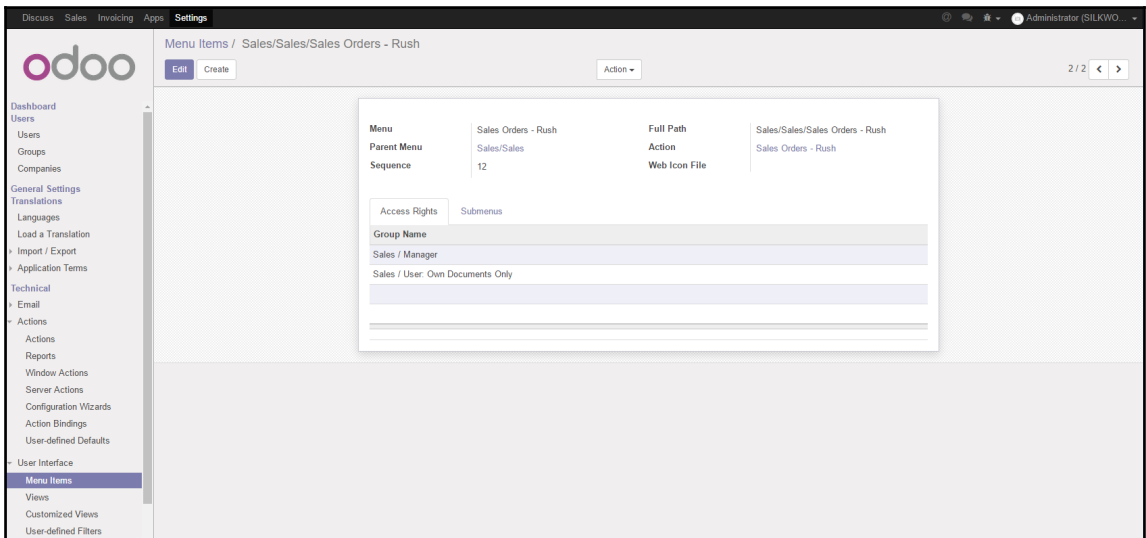 Discuss Sales Invoicing Apps Settings
@ Administrator (SILKWO...
odoo
Menu Items / Sales/Sales/Sales Orders - Rush
Edit Create Action 2 / 2
Dashboard
Users
Users
Groups
Companies
General Settings
Translations
Languages
Load a Translation
Import / Export
Application Terms
Technical
Email
Actions
Actions
Reports
Window Actions
Server Actions
Configuration Wizards
Action Bindings
User-defined Defaults
User Interface
Menu Items
Views
Customized Views
User-defined Filters
Menu Sales Orders - Rush Full Path Sales/Sales/Sales Orders - Rush
Parent Menu Sales/Sales Action Sales Orders - Rush
Sequence 12 Web Icon File
Access Rights Submenus
Group Name
Sales / Manager
Sales / User: Own Documents Only